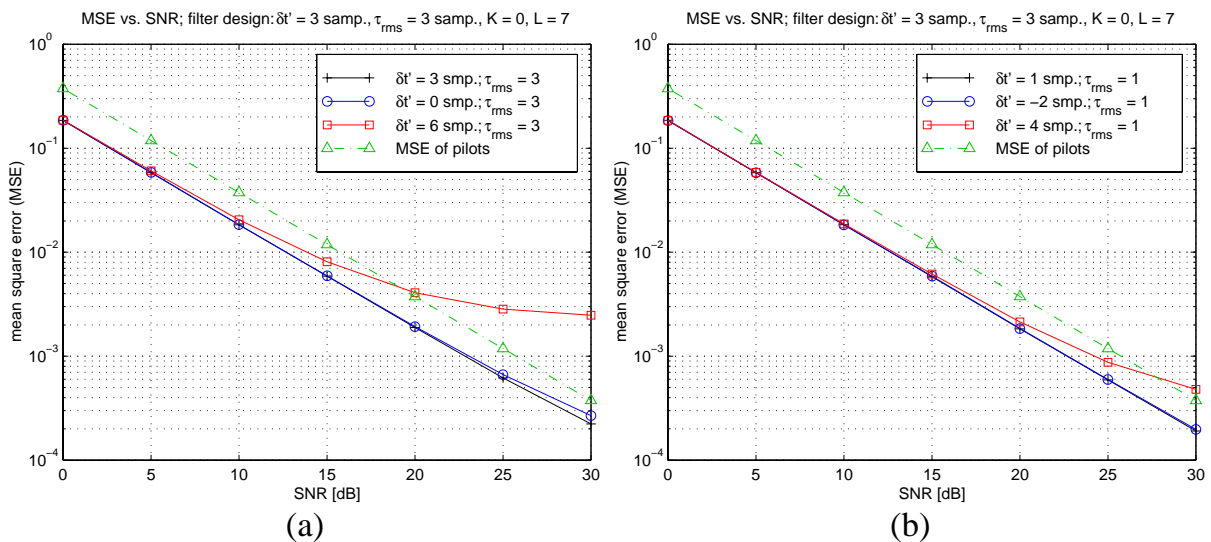 MSE vs. SNR; filter design: δt' = 3 samp., τrms = 3 samp., K = 0, L = 7
10^0
10^−1
10^−2
10^−3
10^−4
mean square error (MSE)
δt' = 3 smp.; τrms = 3
δt' = 0 smp.; τrms = 3
δt' = 6 smp.; τrms = 3
MSE of pilots
0 5 10 15 20 25 30
SNR [dB]
(a)
MSE vs. SNR; filter design: δt' = 3 samp., τrms = 3 samp., K = 0, L = 7
10^0
10^−1
10^−2
10^−3
10^−4
mean square error (MSE)
δt' = 1 smp.; τrms = 1
δt' = −2 smp.; τrms = 1
δt' = 4 smp.; τrms = 1
MSE of pilots
0 5 10 15 20 25 30
SNR [dB]
(b)